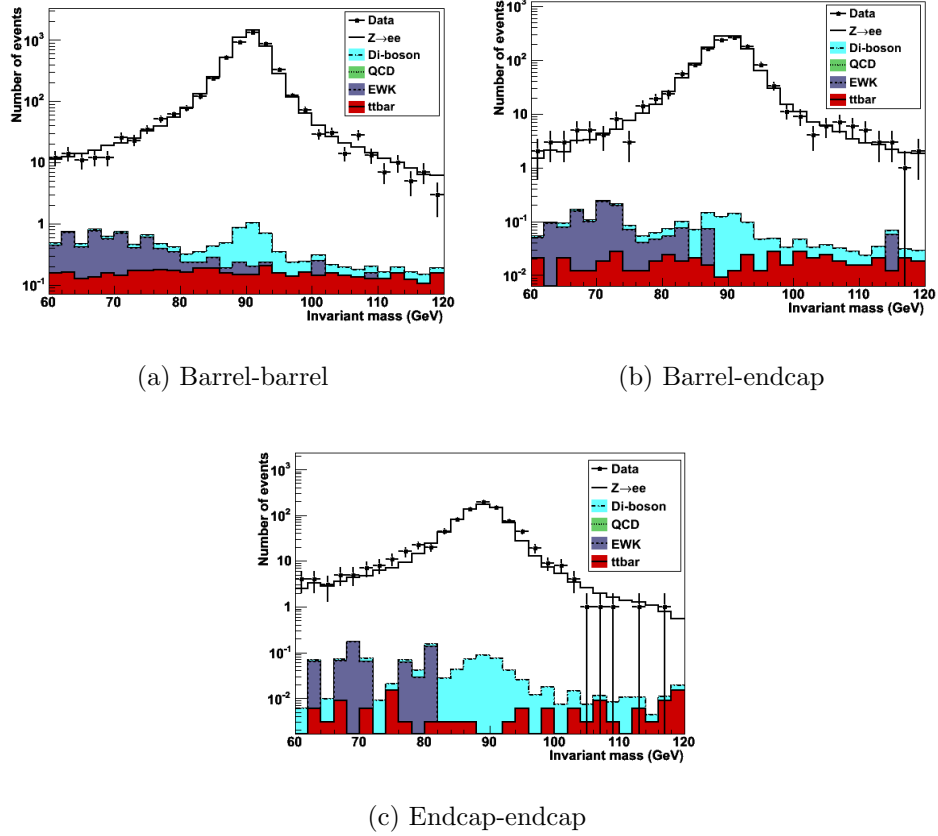 Number of events
10³
10²
10
1
10⁻¹
Data
Z→ee
Di-boson
QCD
EWK
ttbar
60 70 80 90 100 110 120
Invariant mass (GeV)
(a) Barrel-barrel
Number of events
10³
10²
10
1
10⁻¹
10⁻²
Data
Z→ee
Di-boson
QCD
EWK
ttbar
60 70 80 90 100 110 120
Invariant mass (GeV)
(b) Barrel-endcap
Number of events
10³
10²
10
1
10⁻¹
10⁻²
Data
Z→ee
Di-boson
QCD
EWK
ttbar
60 70 80 90 100 110 120
Invariant mass (GeV)
(c) Endcap-endcap